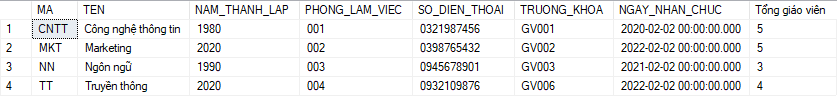 MA TEN NAM_THANH_LAP PHONG_LAM_VIEC SO_DIEN_THOAI TRUONG_KHOA NGAY_NHAN_CHUC Tổng giáo viên
1 CNTT Công nghệ thông tin 1980 001 0321987456 GV001 2020-02-02 00:00:00.000 5
2 MKT Marketing 2020 002 0398765432 GV002 2022-02-02 00:00:00.000 5
3 NN Ngôn ngữ 1990 003 0945678901 GV003 2021-02-02 00:00:00.000 3
4 TT Truyền thông 2020 004 0932109876 GV006 2022-02-02 00:00:00.000 4